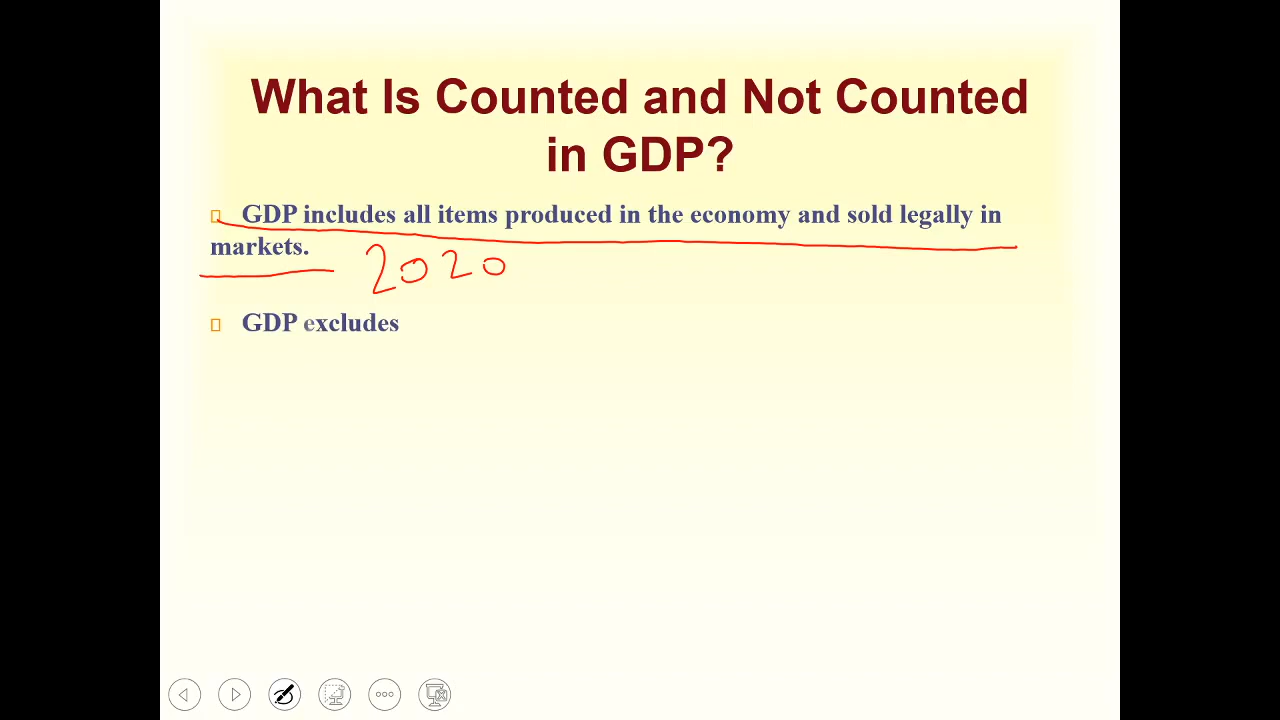 What Is Counted and Not Counted
in GDP?
GDP includes all items produced in the economy and sold legally in
markets.
2020
GDP excludes